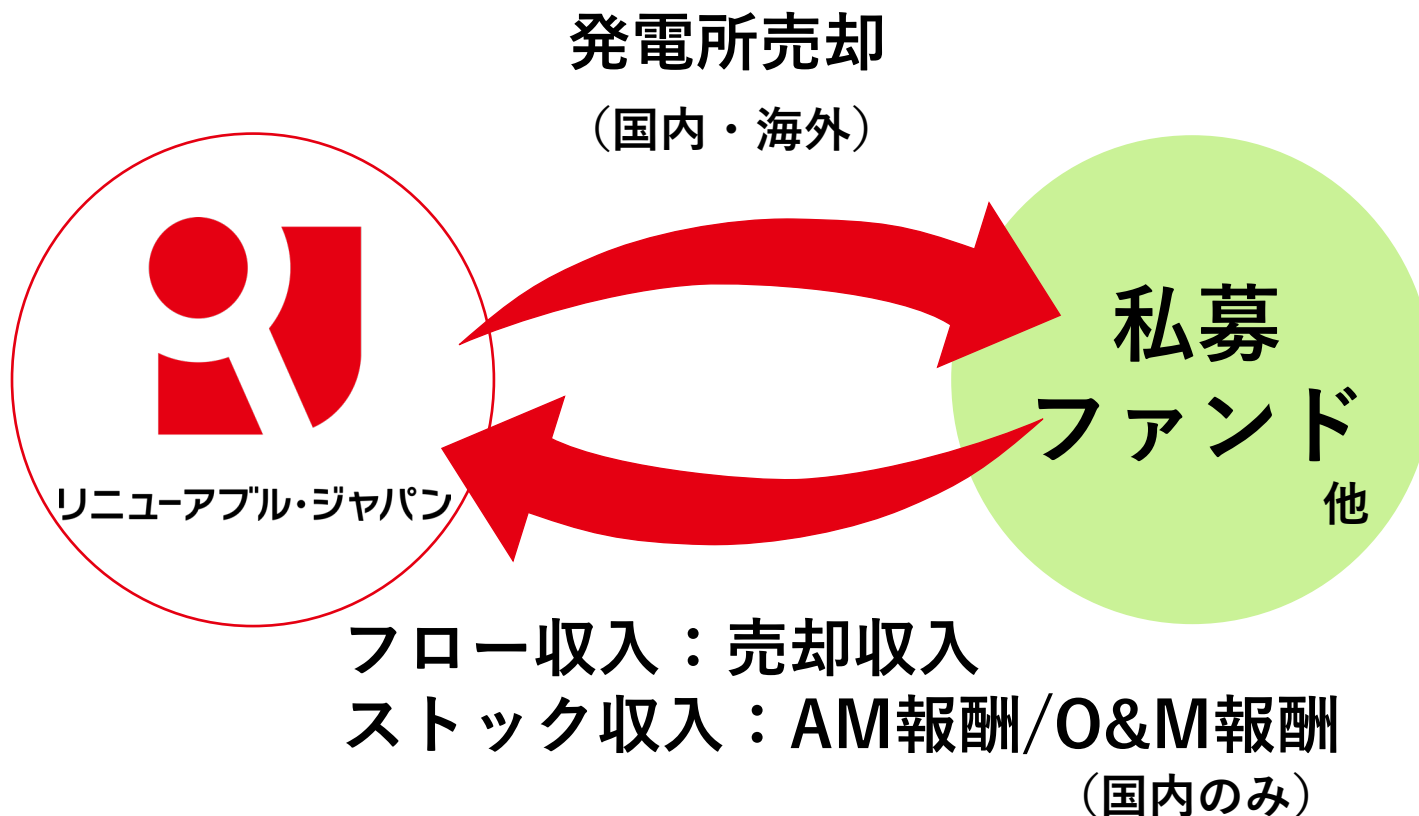 発電所売却
（国内・海外）
リニューアブル・ジャパン
私募
ファンド
他
フロー収入：売却収入
ストック収入：AM報酬/O&M報酬
（国内のみ）